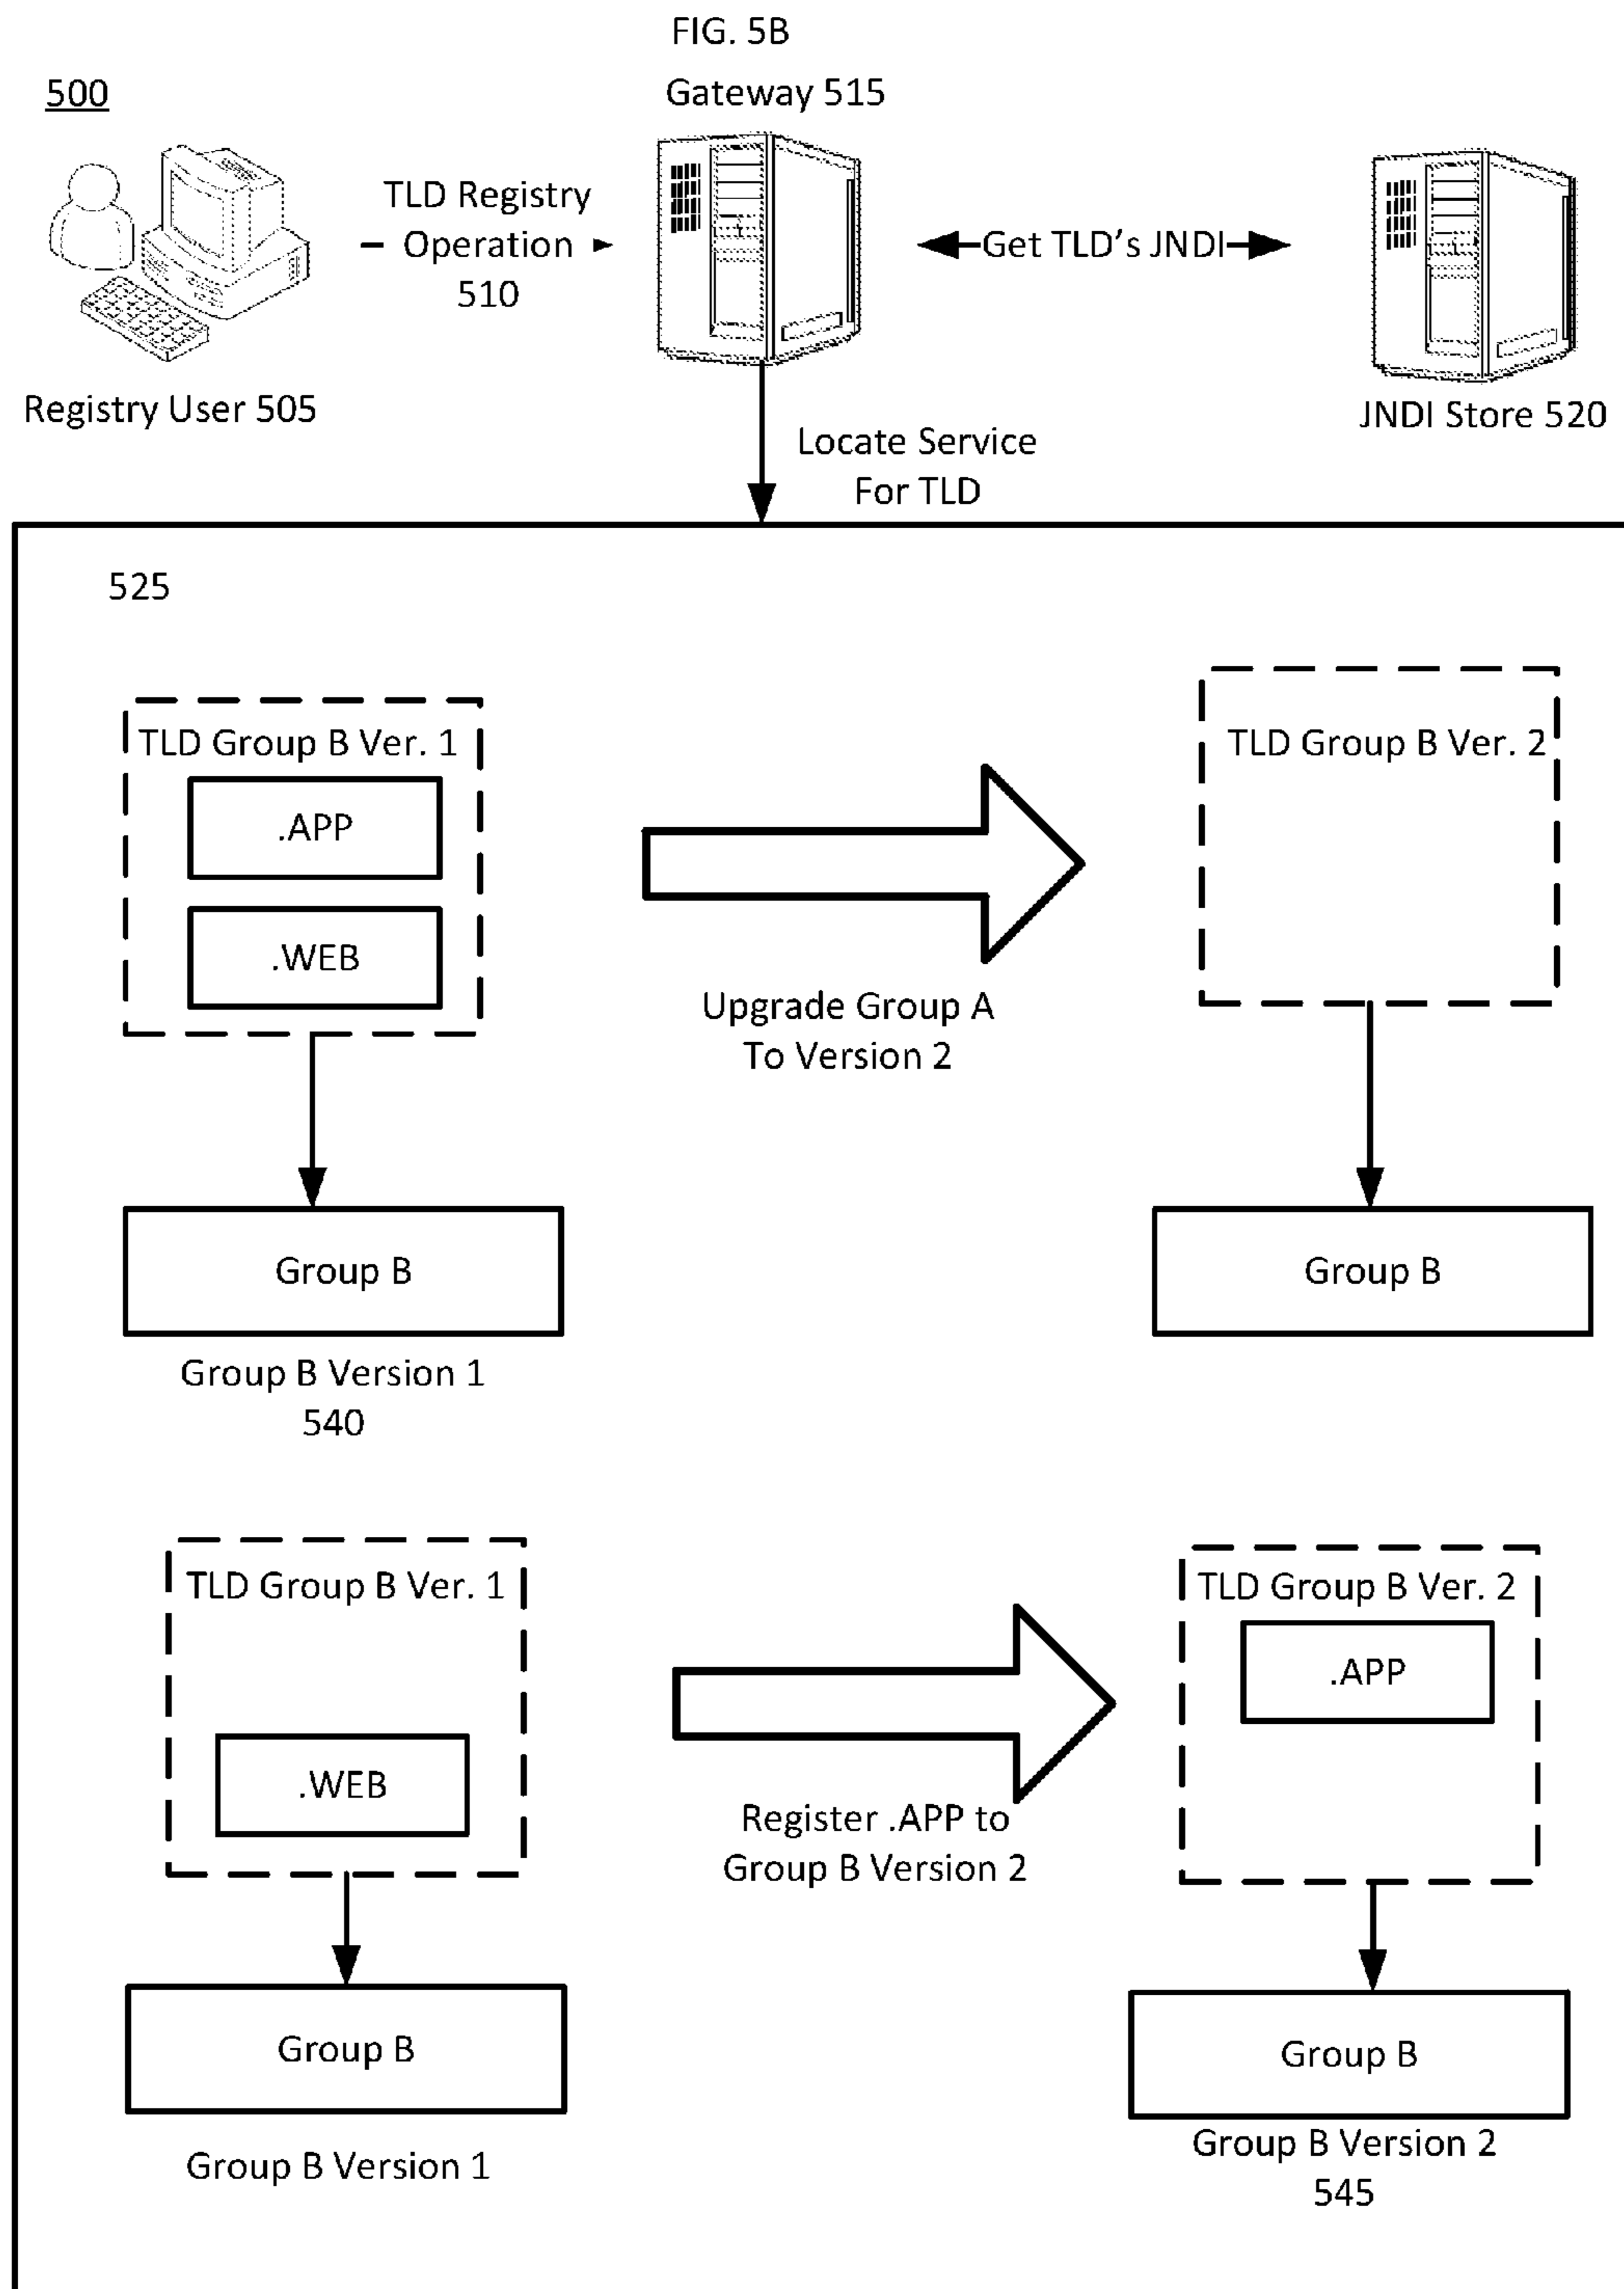 FIG. 5B
500
Gateway 515
TLD Registry
Operation
510
Get TLD's JNDI
Registry User 505
JNDI Store 520
Locate Service
For TLD
525
TLD Group B Ver. 1
.APP
.WEB
Upgrade Group A
To Version 2
TLD Group B Ver. 2
Group B
Group B Version 1
540
Group B
TLD Group B Ver. 1
.WEB
Register .APP to
Group B Version 2
TLD Group B Ver. 2
.APP
Group B
Group B Version 1
Group B
Group B Version 2
545